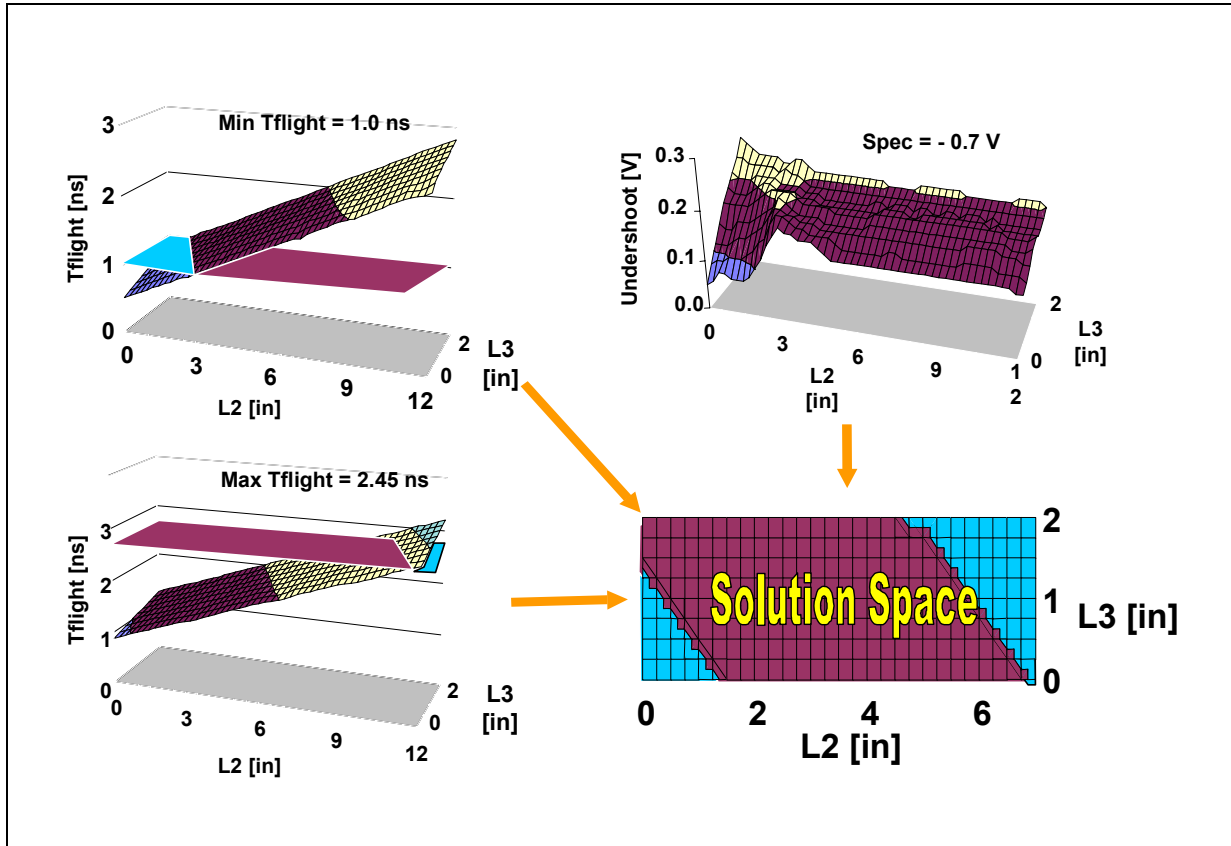 Min Tflight = 1.0 ns
Tflight [ns]
3
2
1
0
0
3
6
9
12
L2 [in]
2
0
L3
[in]
Spec = - 0.7 V
Undershoot [V]
0.3
0.2
0.1
0.0
0
3
6
9
1
2
L2
[in]
2
0
L3
[in]
Max Tflight = 2.45 ns
Tflight [ns]
3
2
1
0
0
3
6
9
12
L2 [in]
2
0
L3
[in]
Solution Space
2
1
0
L3 [in]
0
2
4
6
L2 [in]